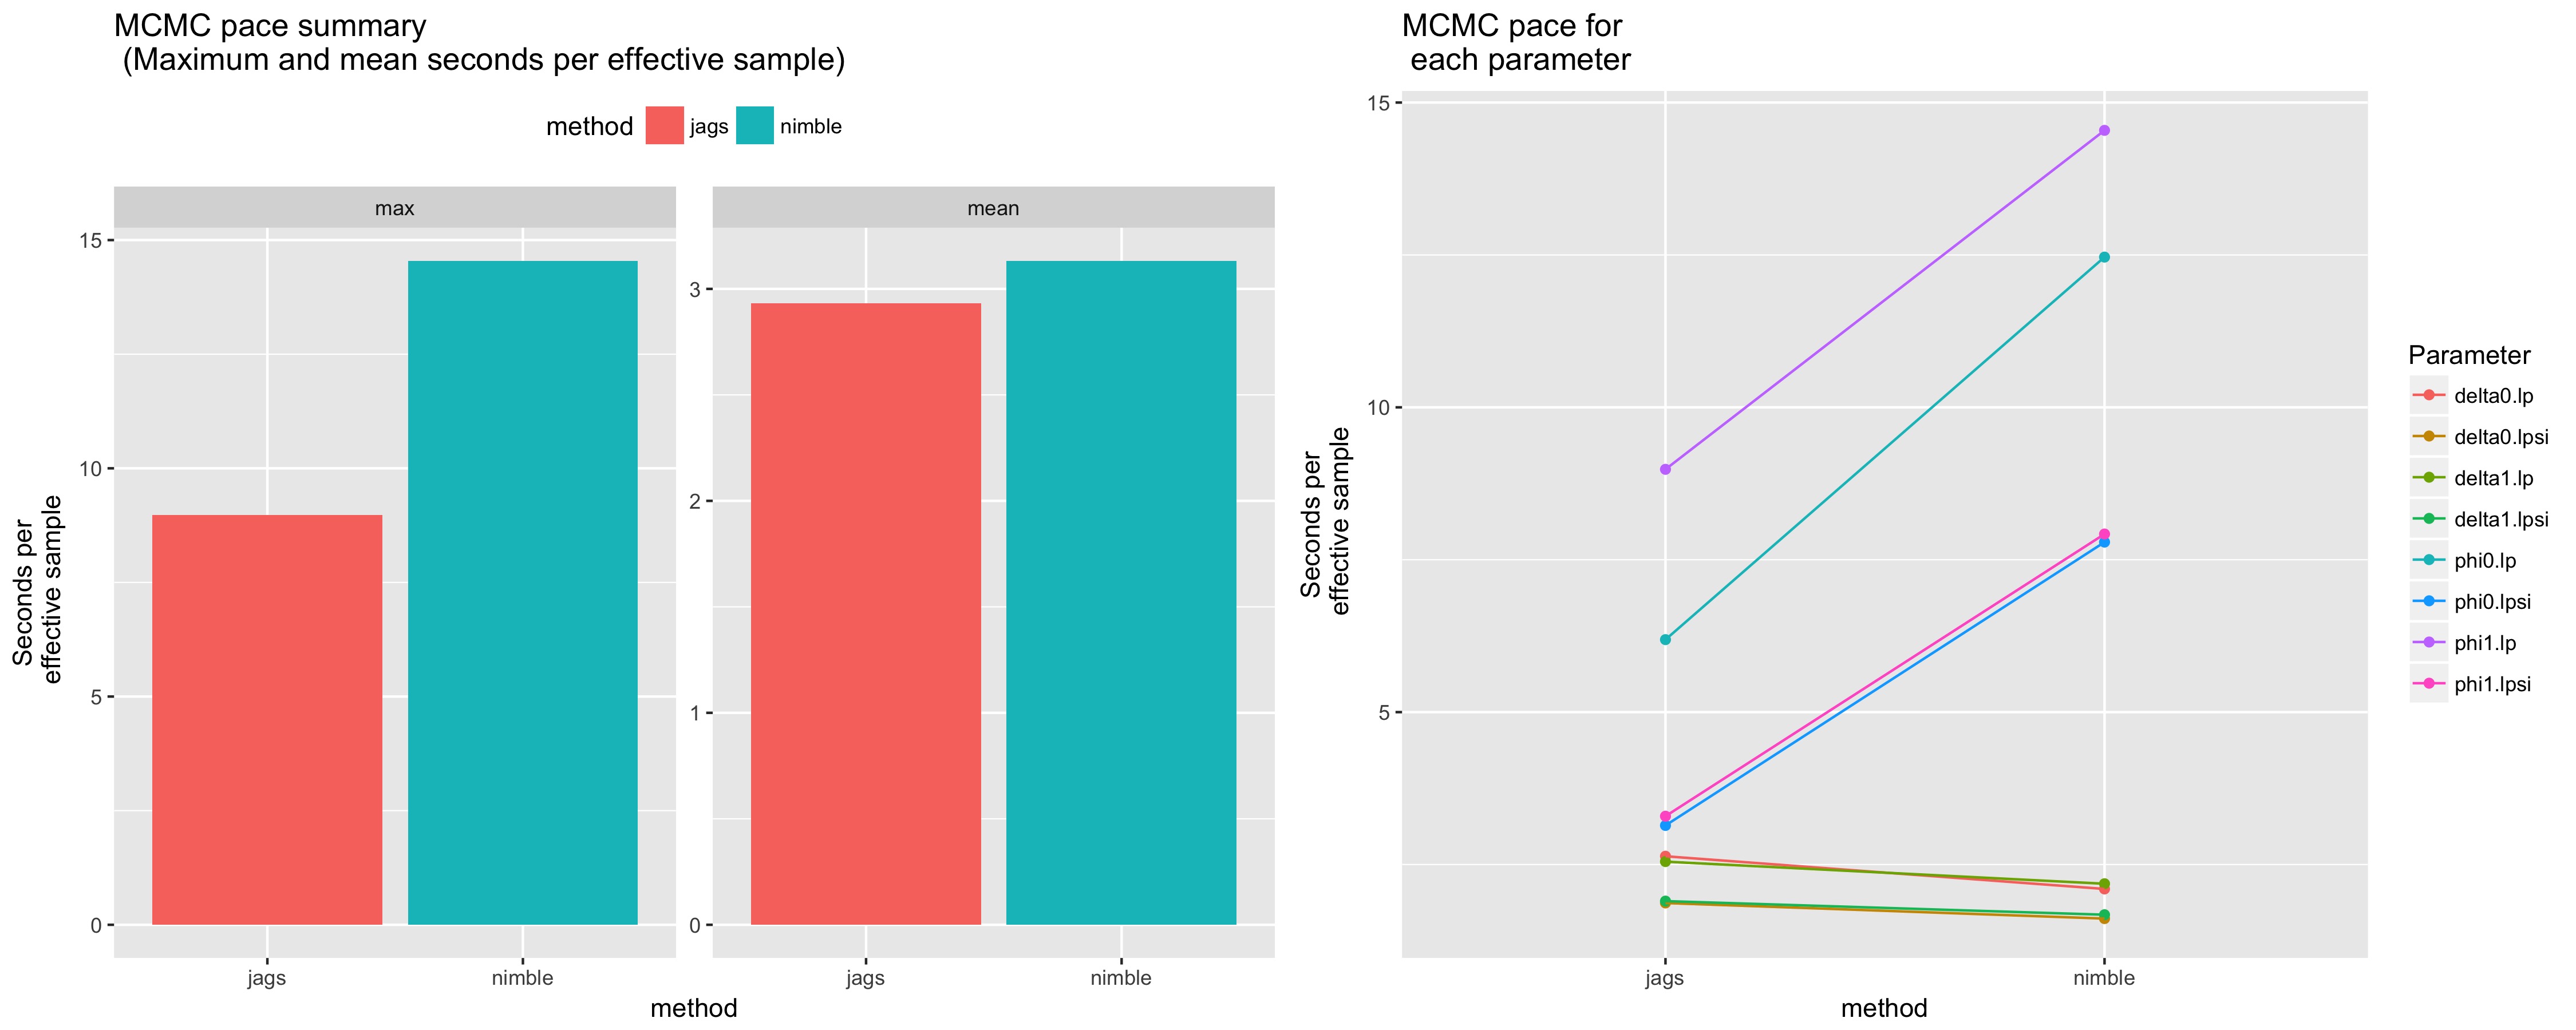 MCMC pace summary
(Maximum and mean seconds per effective sample)
method jags nimble
max
mean
Seconds per
effective sample
15
10
5
0
3
2
1
0
jags nimble
jags nimble
method
MCMC pace for
each parameter
Seconds per
effective sample
15
10
5
jags nimble
method
Parameter
delta0.lp
delta0.lpsi
delta1.lp
delta1.lpsi
phi0.lp
phi0.lpsi
phi1.lp
phi1.lpsi